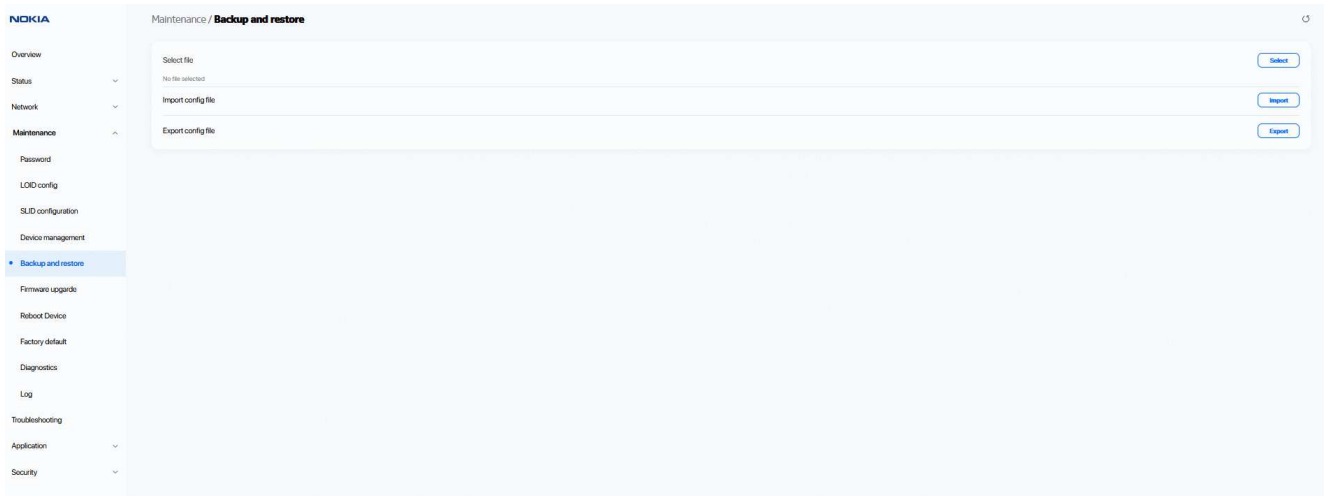 NOKIA
Maintenance / Backup and restore
Overview
Status
Network
Maintenance
Password
LOID config
SLID configuration
Device management
Backup and restore
Firmware upgarde
Reboot Device
Factory default
Diagnostics
Log
Troubleshooting
Application
Security
Select file
Select
No file selected
Import config file
Import
Export config file
Export